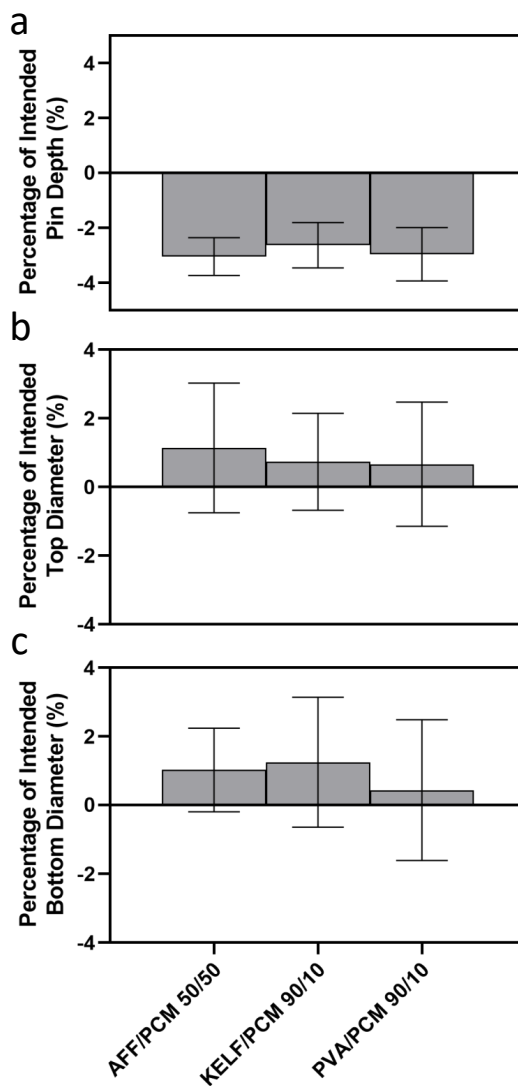 a
Percentage of Intended
Pin Depth (%)
4
2
0
-2
-4
b
Percentage of Intended
Top Diameter (%)
4
2
0
-2
-4
c
Percentage of Intended
Bottom Diameter (%)
4
2
0
-2
-4
AFF/PCM 50/50
KELF/PCM 90/10
PVA/PCM 90/10